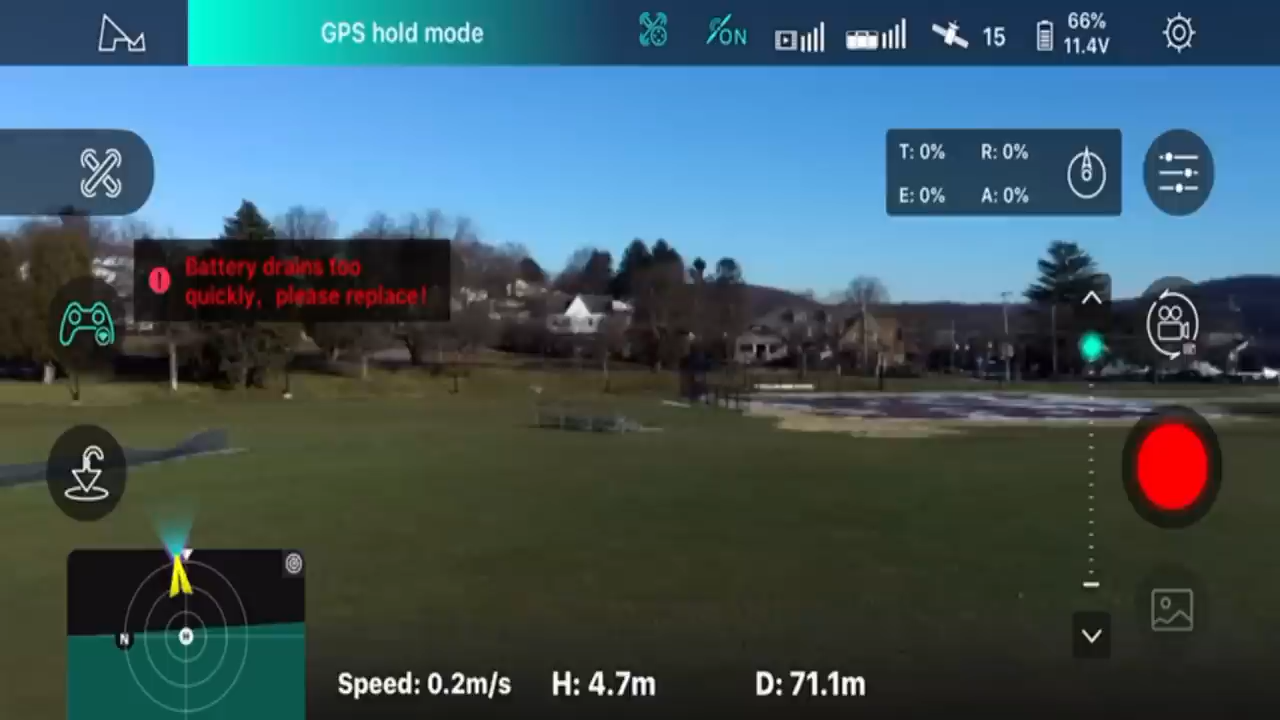 GPS hold mode
ON
15
66%
11.4V
T: 0%
R: 0%
E: 0%
A: 0%
Battery drains too
quickly, please replace!
N
H
Speed: 0.2m/s
H: 4.7m
D: 71.1m